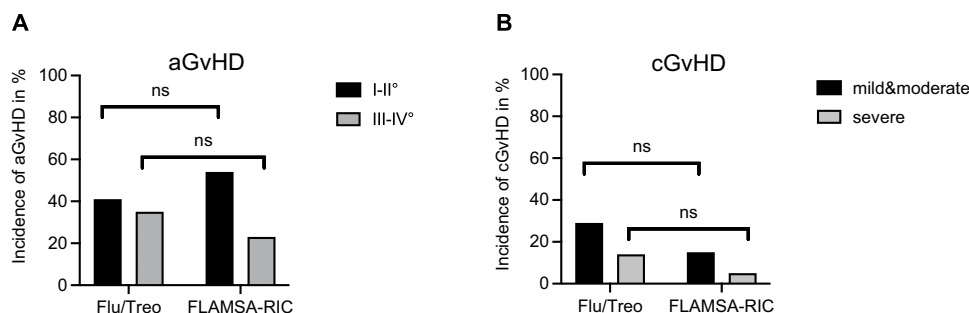 A
aGvHD
Incidence of aGvHD in %
100
80
60
40
20
0
ns
ns
Flu/Treo
FLAMSA-RIC
I-II°
III-IV°
B
cGvHD
Incidence of cGvHD in %
100
80
60
40
20
0
ns
ns
Flu/Treo
FLAMSA-RIC
mild&moderate
severe